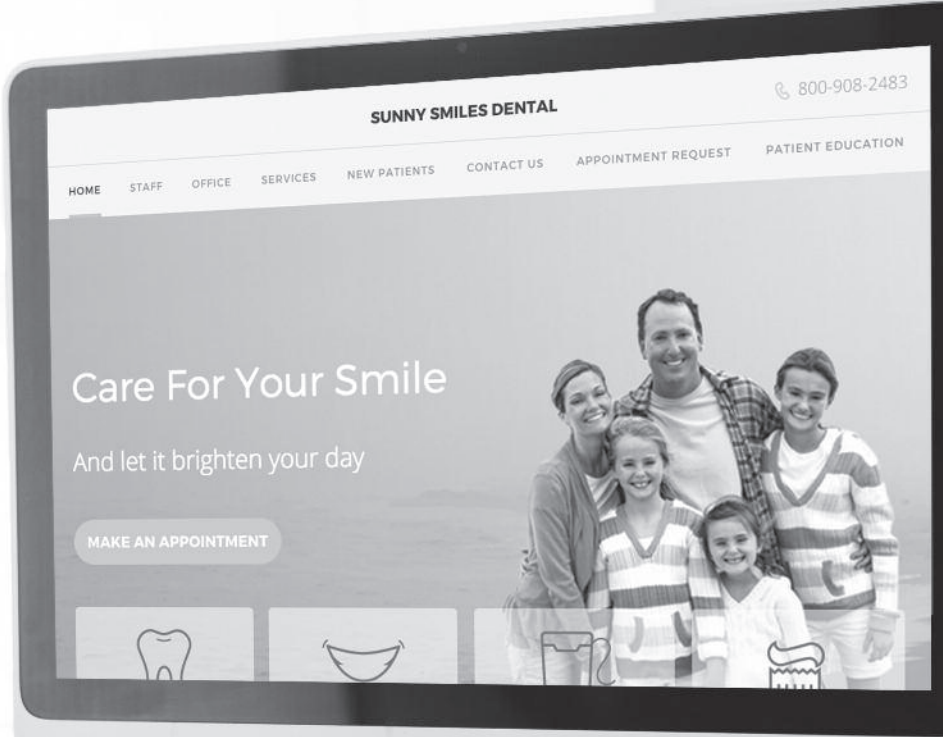 SUNNY SMILES DENTAL
800-908-2483
HOME STAFF OFFICE SERVICES NEW PATIENTS CONTACT US APPOINTMENT REQUEST PATIENT EDUCATION
Care For Your Smile
And let it brighten your day
MAKE AN APPOINTMENT